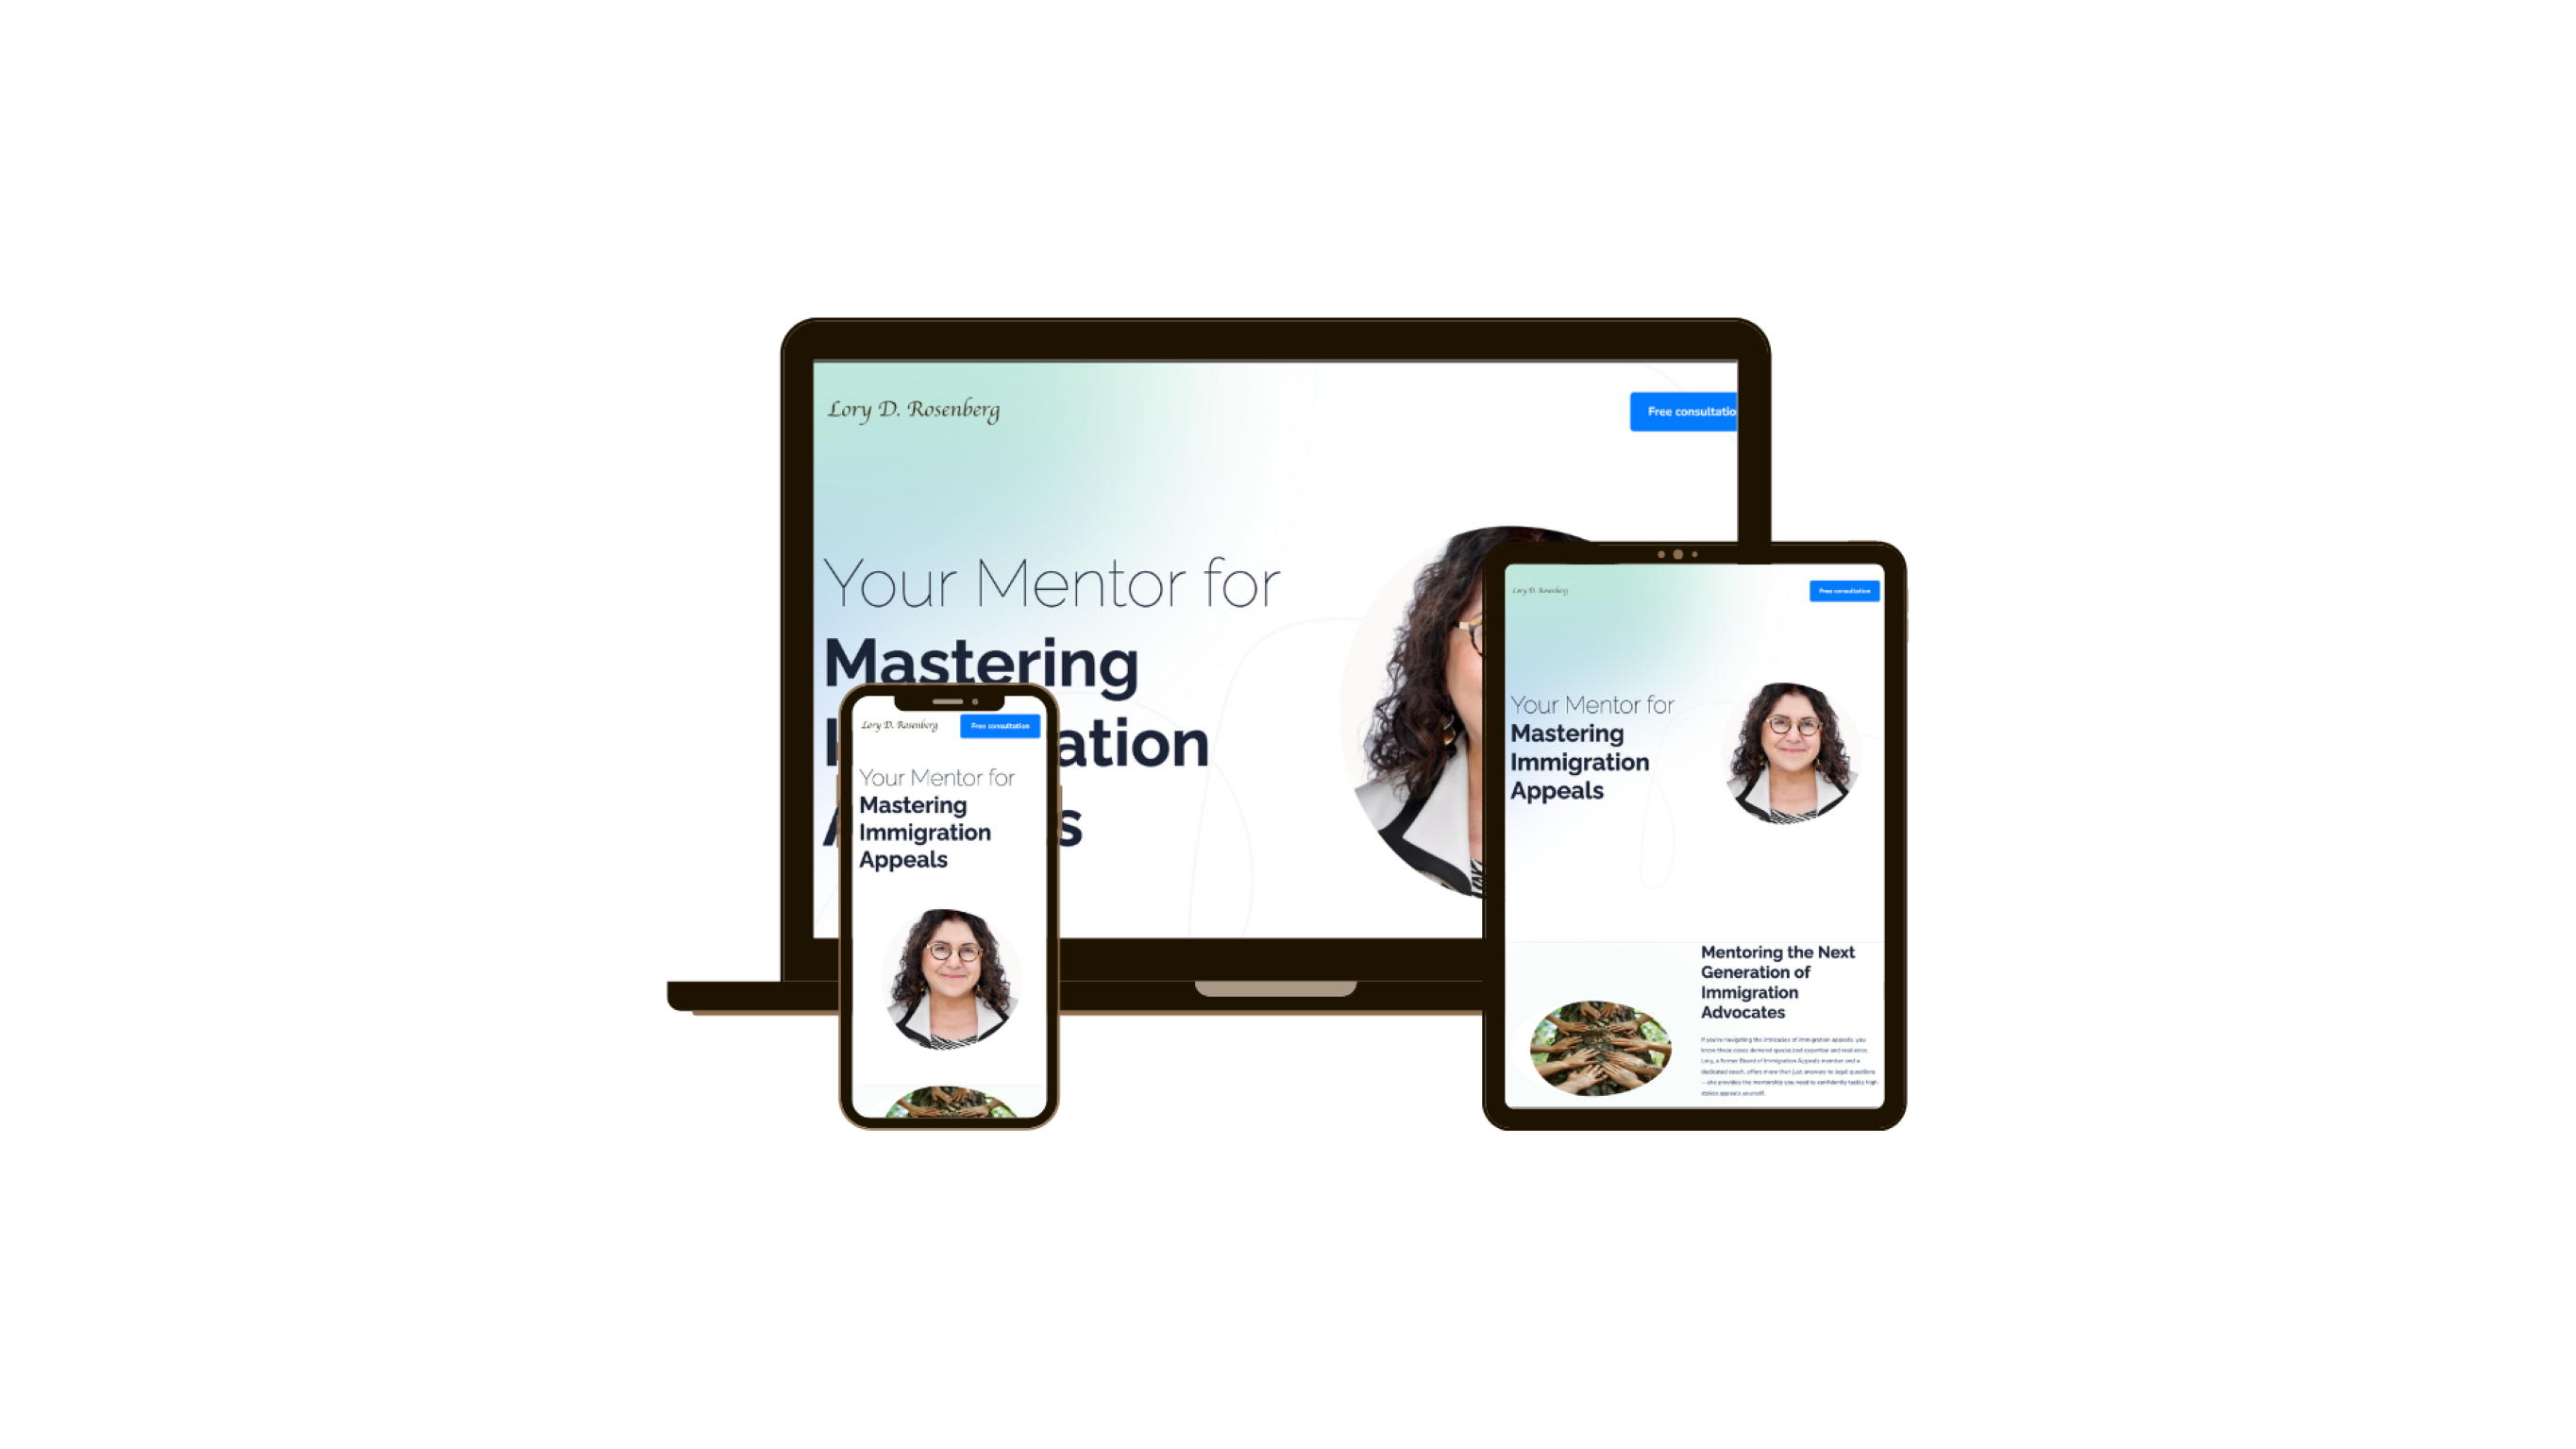 Lory D. Rosenberg
Free consultatio
Your Mentor for
Mastering
ation
s
Lory D. Rosenberg
Free consultation
Your Mentor for
Mastering
Immigration
Appeals
Lory D. Rosenberg
Free consultation
Your Mentor for
Mastering
Immigration
Appeals
Mentoring the Next
Generation of
Immigration
Advocates
If you're navigating the intricacies of immigration appeals, you
know these cases demand specialized expertise and resilience.
Lory, a former Board of Immigration Appeals member and a
dedicated coach, offers more than just answers to legal questions
—she provides the mentorship you need to confidently tackle high-
stakes appeals yourself.